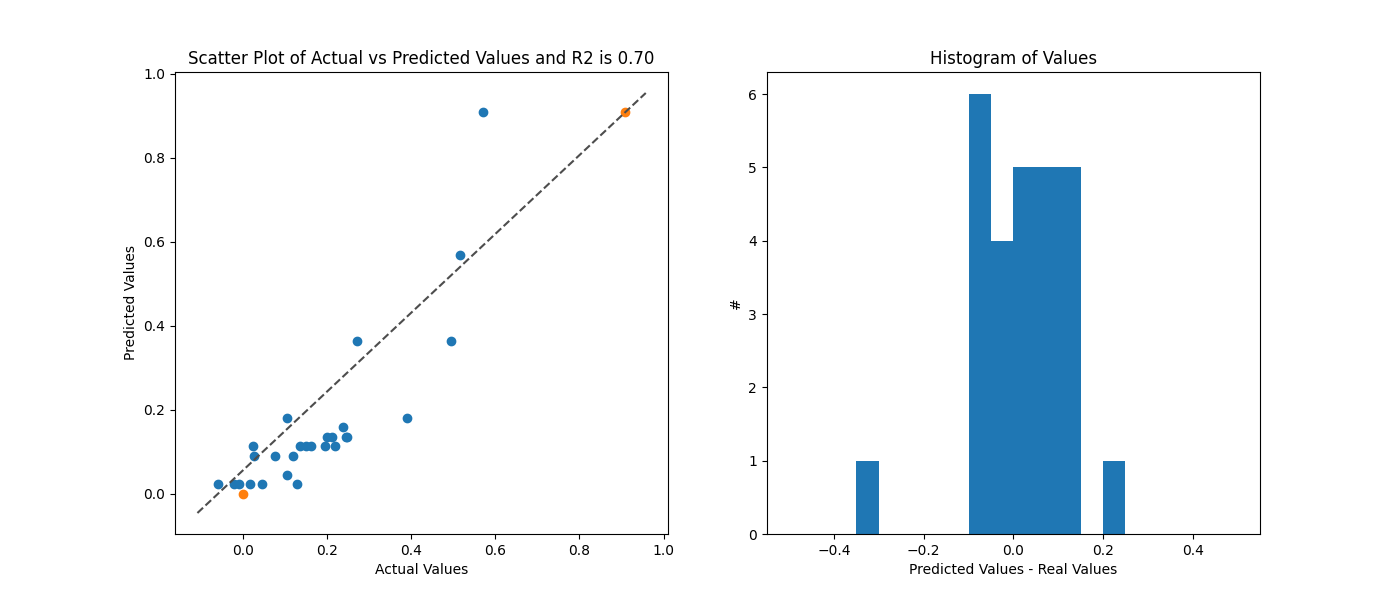 Scatter Plot of Actual vs Predicted Values and R2 is 0.70
1.0
0.8
0.6
0.4
0.2
0.0
Predicted Values
0.0 0.2 0.4 0.6 0.8 1.0
Actual Values
Histogram of Values
6
5
4
3
2
1
0
#
−0.4 −0.2 0.0 0.2 0.4
Predicted Values - Real Values